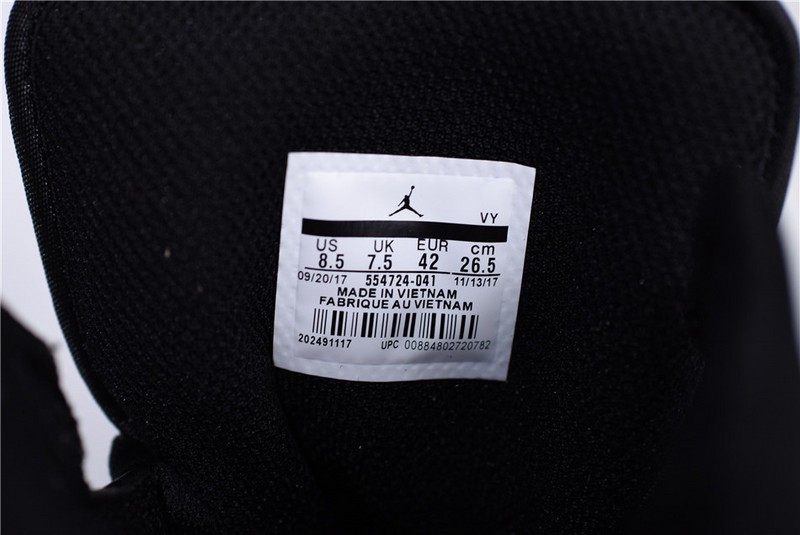 VY
US UK EUR cm
8.5 7.5 42 26.5
09/20/17 554724-041 11/13/17
MADE IN VIETNAM
FABRIQUE AU VIETNAM
202491117 UPC 00884802720782